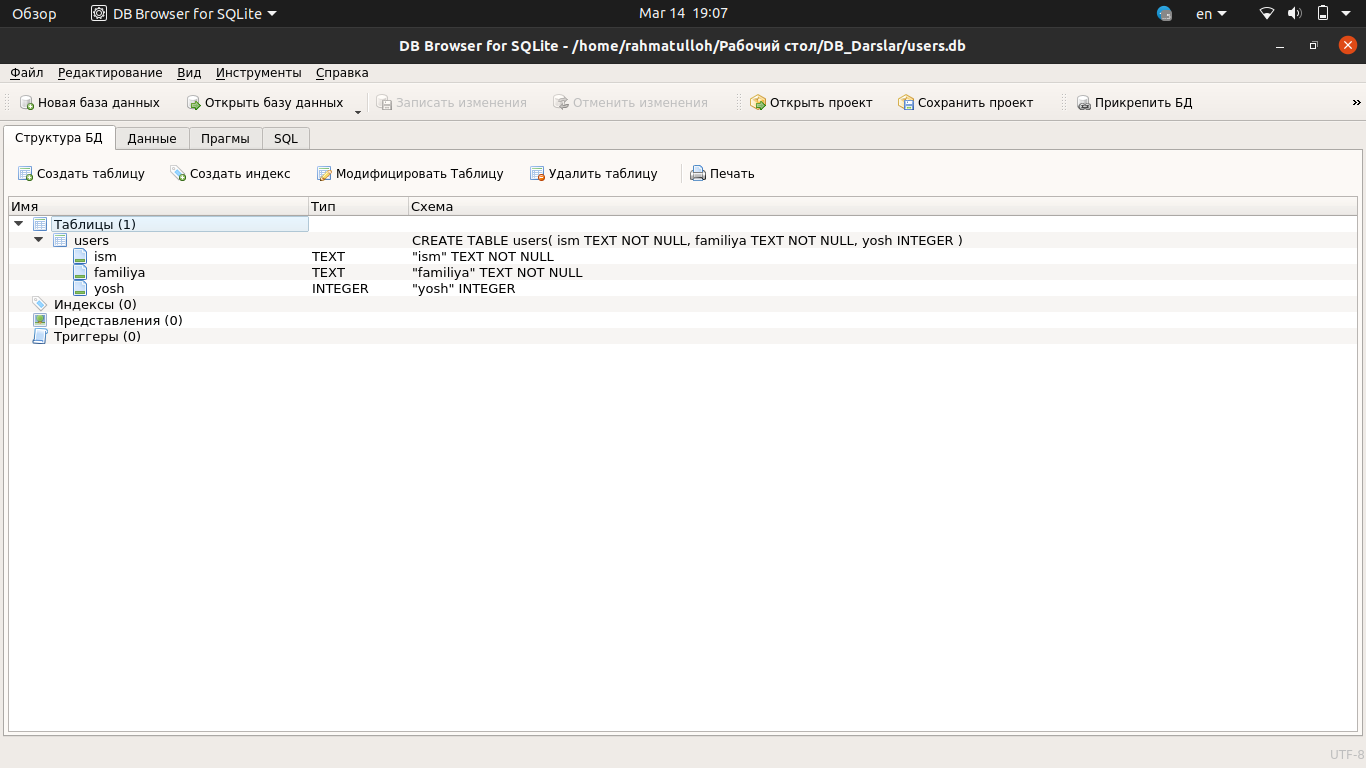 Обзор DB Browser for SQLite Mar 14 19:07 en
DB Browser for SQLite - /home/rahmatulloh/Рабочий стол/DB_Darslar/users.db
Файл Редактирование Вид Инструменты Справка
Новая база данных Открыть базу данных Записать изменения Отменить изменения Открыть проект Сохранить проект Прикрепить БД »
Структура БД Данные Прагмы SQL
Создать таблицу Создать индекс Модифицировать Таблицу Удалить таблицу Печать
Имя Тип Схема
Таблицы (1)
users CREATE TABLE users( ism TEXT NOT NULL, familiya TEXT NOT NULL, yosh INTEGER )
ism TEXT "ism" TEXT NOT NULL
familiya TEXT "familiya" TEXT NOT NULL
yosh INTEGER "yosh" INTEGER
Индексы (0)
Представления (0)
Триггеры (0)
UTF-8